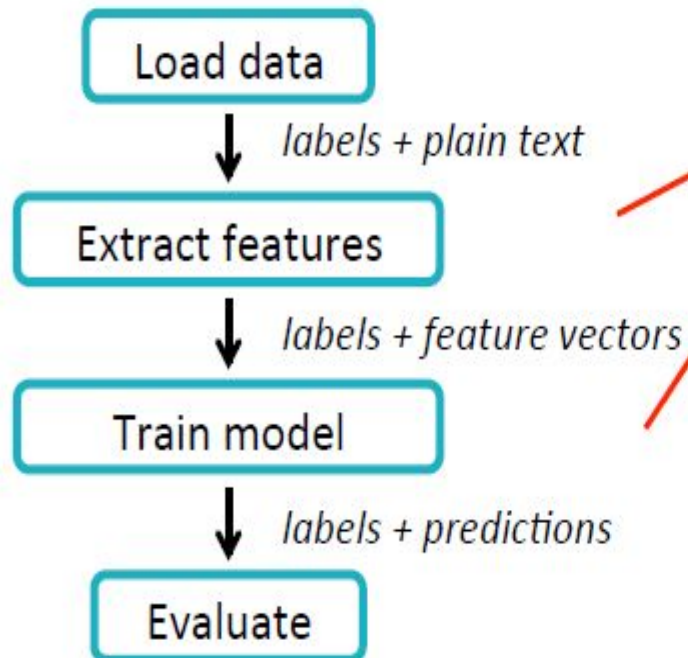 Load data
labels + plain text
Extract features
labels + feature vectors
Train model
labels + predictions
Evaluate